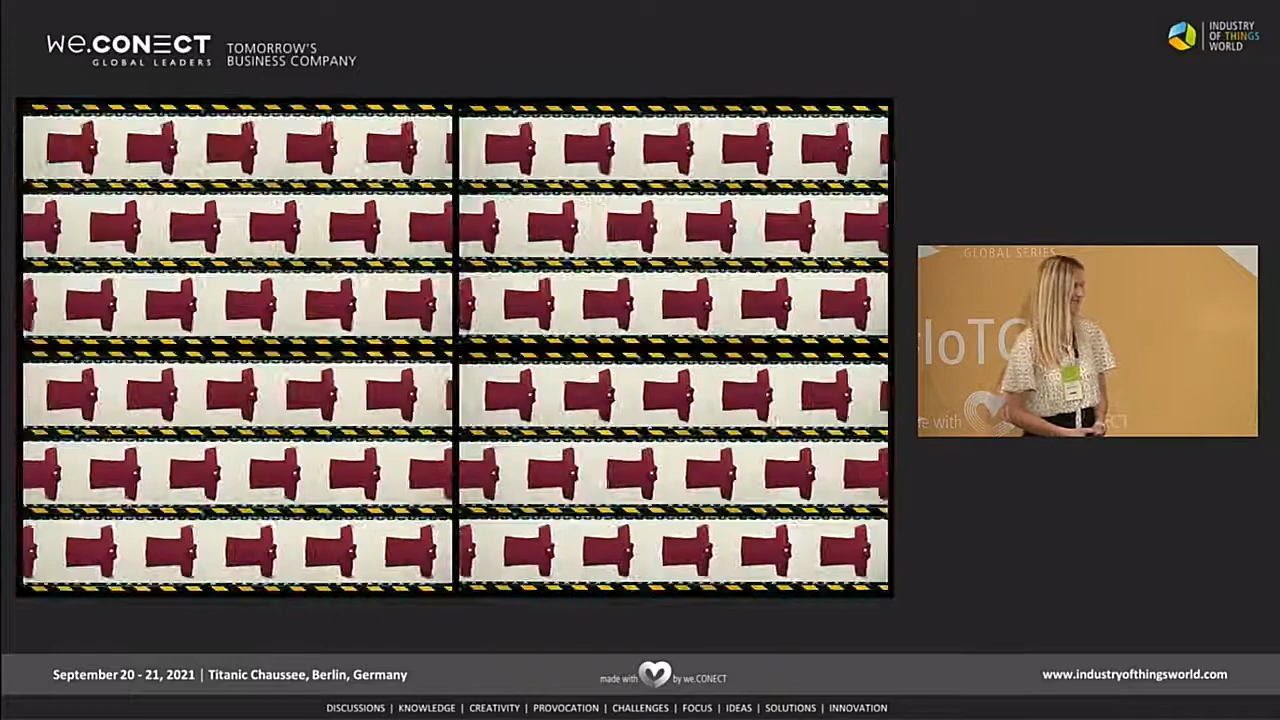 we.CONECT
GLOBAL LEADERS
TOMORROW'S
BUSINESS COMPANY
INDUSTRY
OF THINGS
WORLD
GLOBAL SERIES
IoT
with
September 20 - 21, 2021 | Titanic Chaussee, Berlin, Germany
made with by we.CONECT
www.industryofthingsworld.com
DISCUSSIONS | KNOWLEDGE | CREATIVITY | PROVOCATION | CHALLENGES | FOCUS | IDEAS | SOLUTIONS | INNOVATION